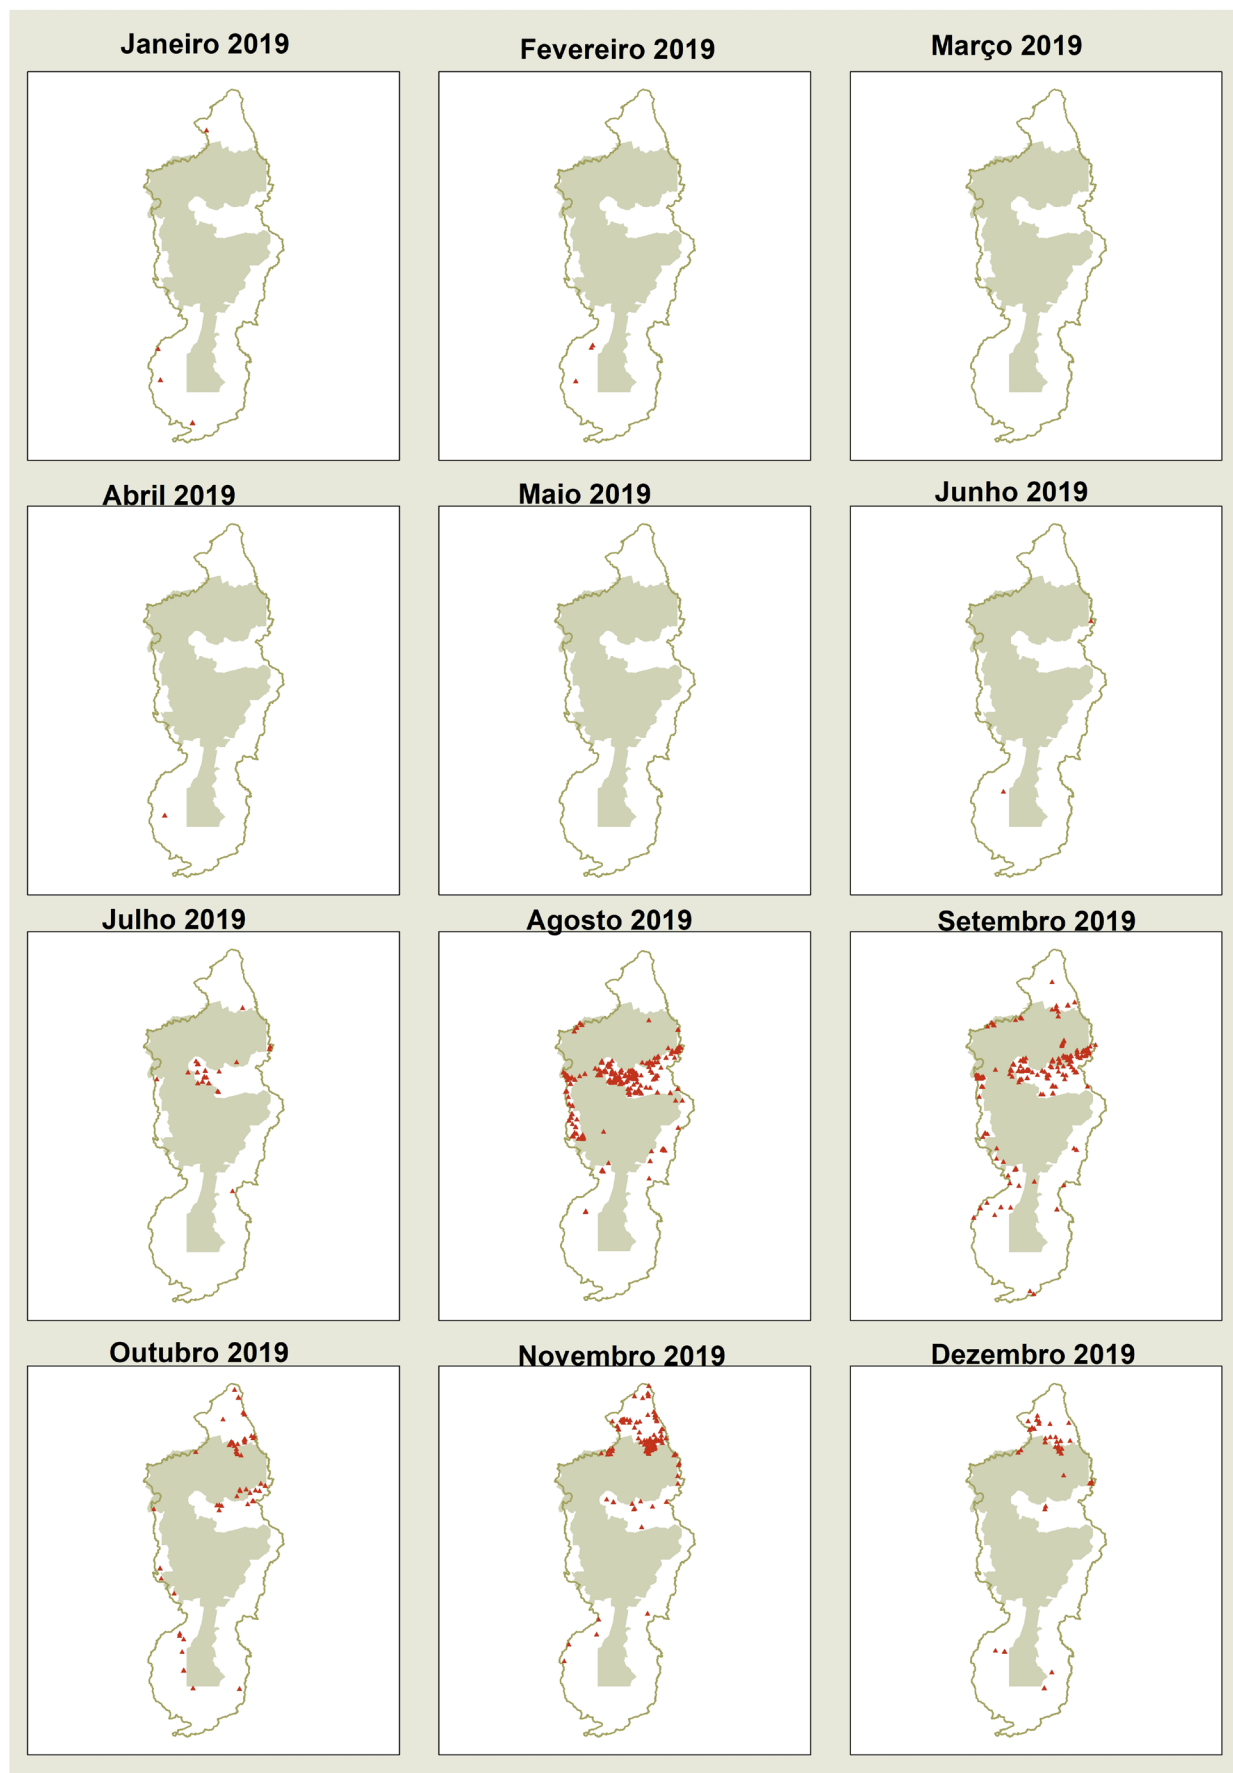 Janeiro 2019
Fevereiro 2019
Março 2019
Abril 2019
Maio 2019
Junho 2019
Julho 2019
Agosto 2019
Setembro 2019
Outubro 2019
Novembro 2019
Dezembro 2019